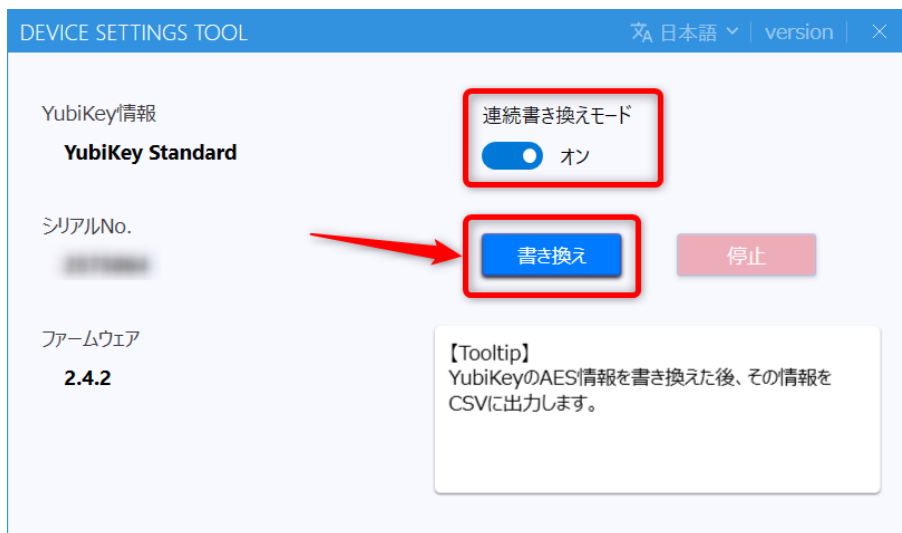 DEVICE SETTINGS TOOL
日本語
version
YubiKey情報
YubiKey Standard
連続書き換えモード
オン
シリアルNo.
書き換え
停止
ファームウェア
2.4.2
【Tooltip】
YubiKeyのAES情報を書き換えた後、その情報を
CSVに出力します。